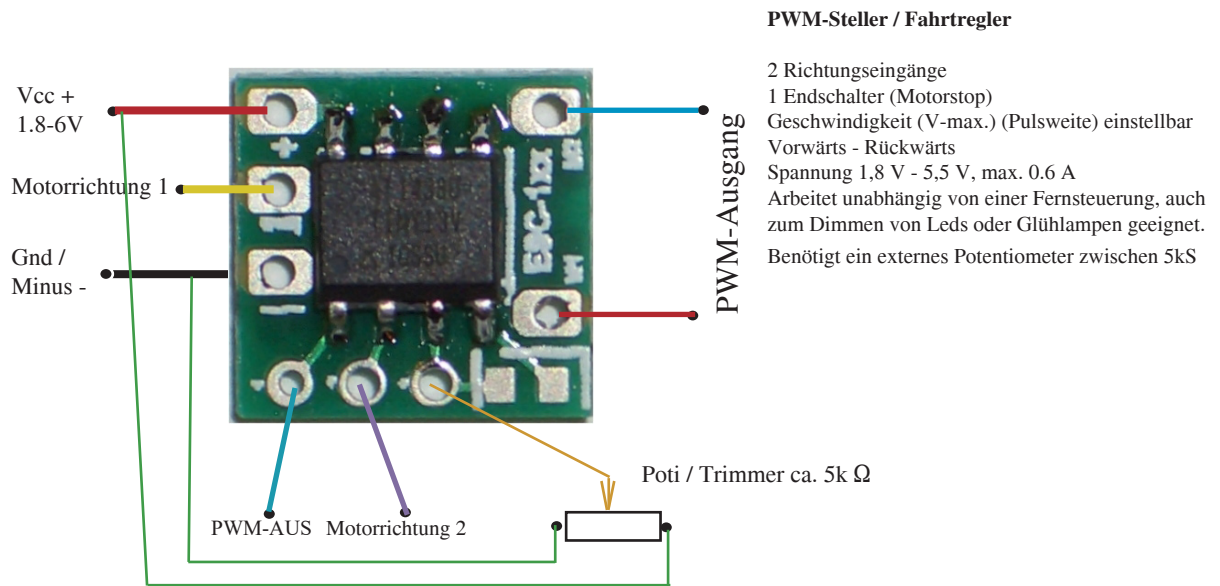 PWM-Steller / Fahrtregler
2 Richtungseingänge
1 Endschalter (Motorstop)
Geschwindigkeit (V-max.) (Pulsweite) einstellbar
Vorwärts - Rückwärts
Spannung 1,8 V - 5,5 V, max. 0.6 A
Arbeitet unabhängig von einer Fernsteuerung, auch
zum Dimmen von Leds oder Glühlampen geeignet.
Benötigt ein externes Potentiometer zwischen 5kS
Vcc +
1.8-6V
Motorrichtung 1
Gnd /
Minus -
+
1
EBC-1xx
PWM-Ausgang
Poti / Trimmer ca. 5k Ω
PWM-AUS
Motorrichtung 2